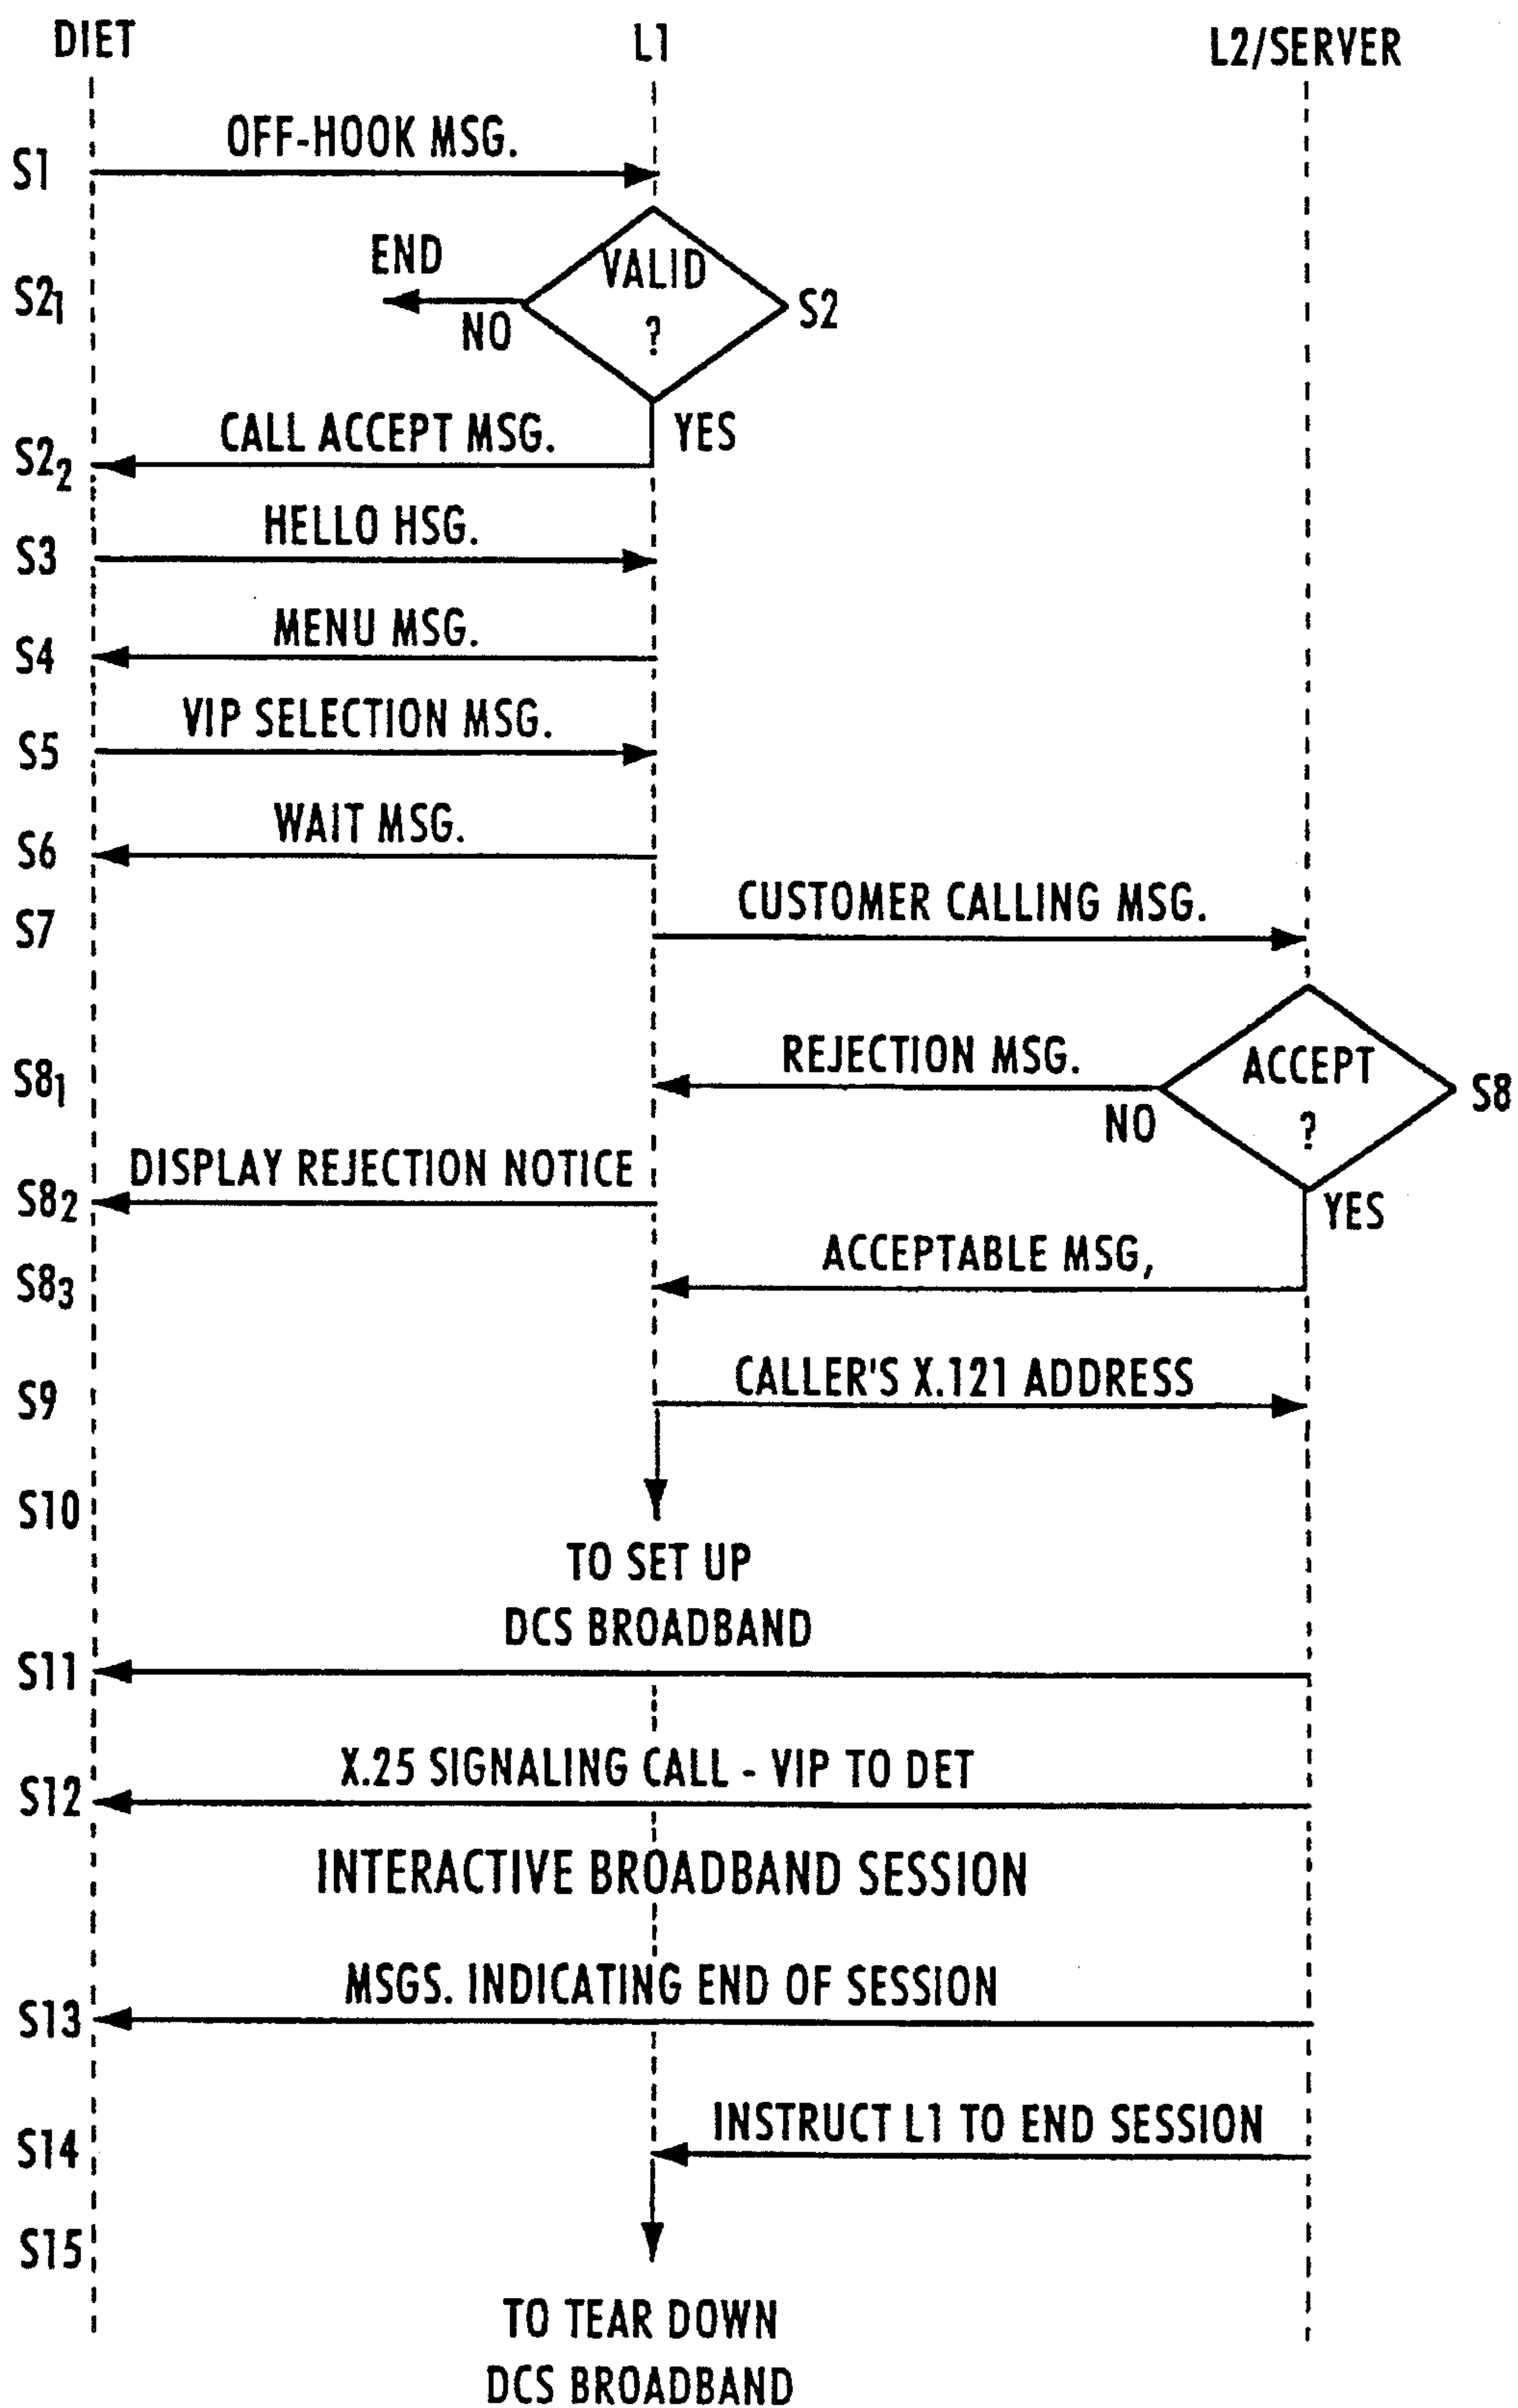 DIET L1 L2/SERVER
S1 OFF-HOOK MSG.
END
VALID
S2₁ S2
NO ?
CALL ACCEPT MSG. YES
S2₂
HELLO HSG.
S3
MENU MSG.
S4
VIP SELECTION MSG.
S5
WAIT MSG.
S6
CUSTOMER CALLING MSG.
S7
REJECTION MSG. ACCEPT
S8₁ S8
NO ?
DISPLAY REJECTION NOTICE
S8₂ YES
ACCEPTABLE MSG,
S8₃
CALLER'S X.121 ADDRESS
S9
S10
TO SET UP
DCS BROADBAND
S11
X.25 SIGNALING CALL - VIP TO DET
S12
INTERACTIVE BROADBAND SESSION
MSGS. INDICATING END OF SESSION
S13
INSTRUCT L1 TO END SESSION
S14
S15
TO TEAR DOWN
DCS BROADBAND